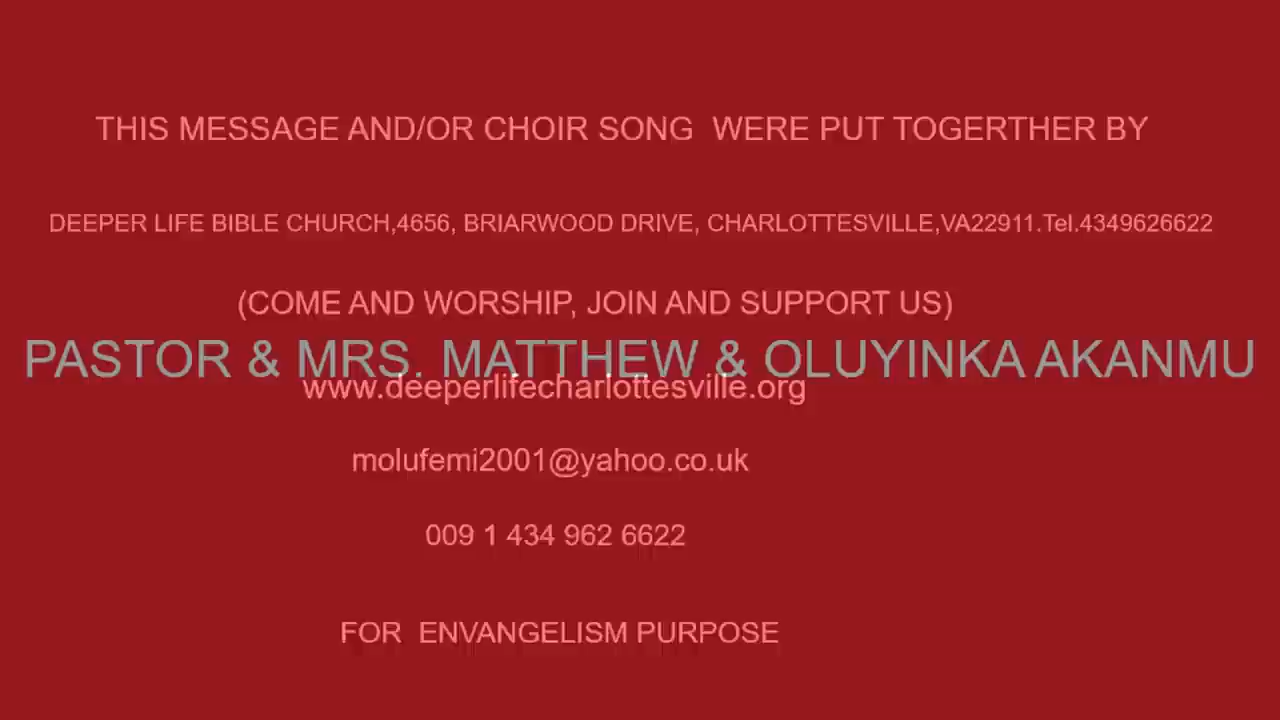 THIS MESSAGE AND/OR CHOIR SONG  WERE PUT TOGERTHER BY
DEEPER LIFE BIBLE CHURCH,4656, BRIARWOOD DRIVE, CHARLOTTESVILLE,VA22911.Tel.4349626622
(COME AND WORSHIP, JOIN AND SUPPORT US)
PASTOR & MRS. MATTHEW & OLUYINKA AKANMU
www.deeperlifecharlottesville.org
molufemi2001@yahoo.co.uk
009 1 434 962 6622
FOR  ENVANGELISM PURPOSE